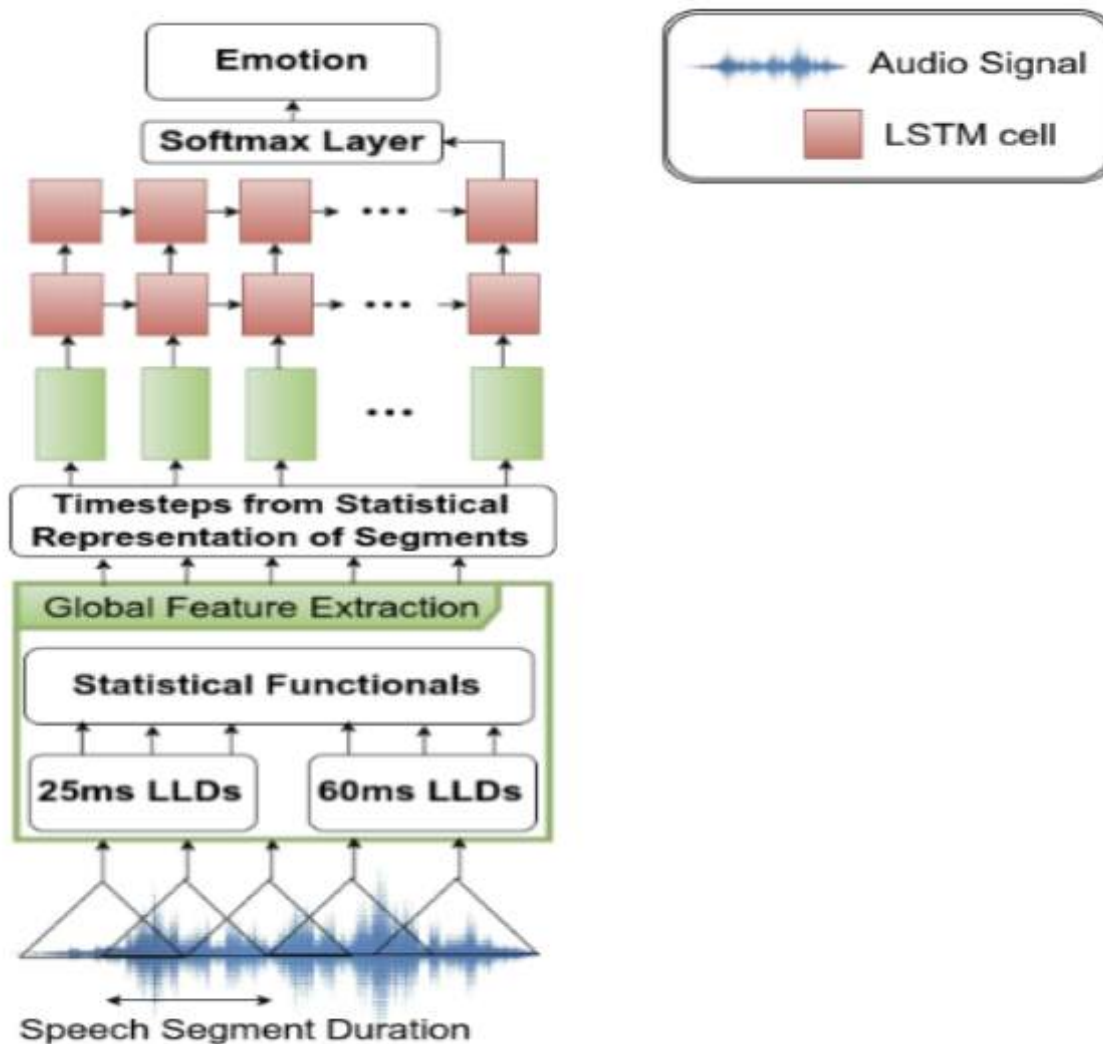 Emotion
Audio Signal
LSTM cell
Softmax Layer
Timesteps from Statistical
Representation of Segments
Global Feature Extraction
Statistical Functionals
25ms LLDs
60ms LLDs
Speech Segment Duration